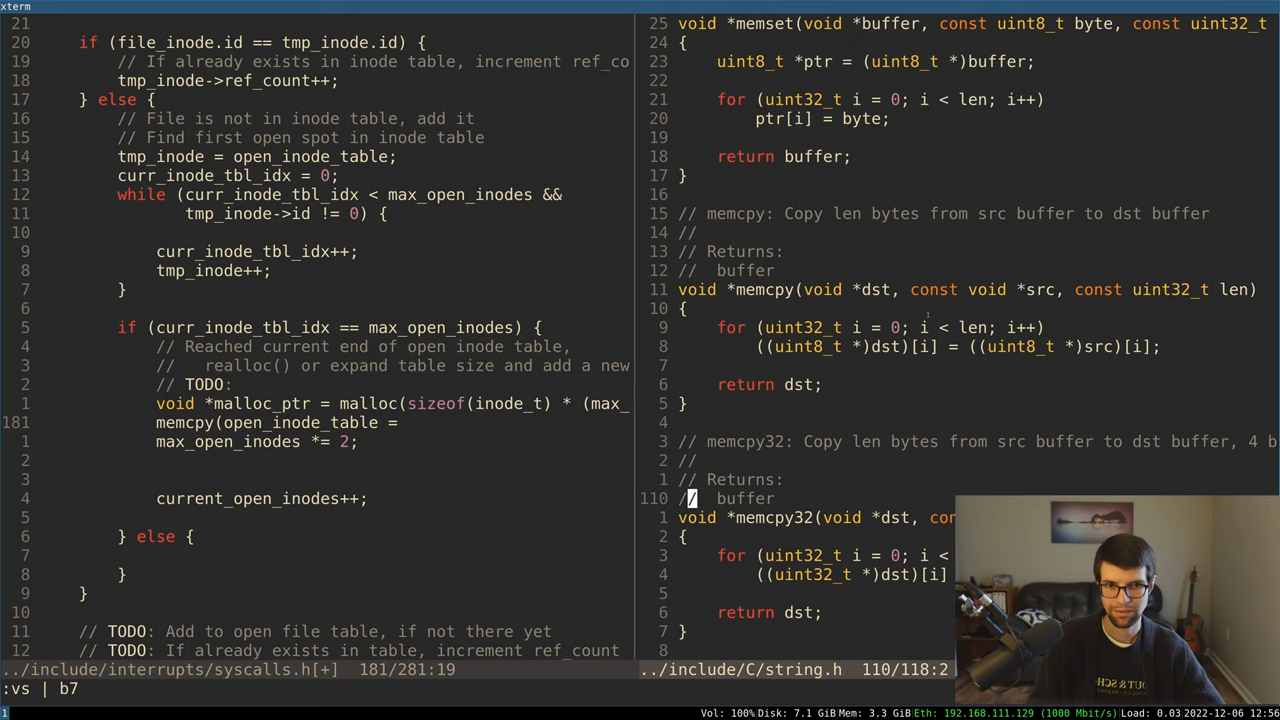 xterm
21
20 if (file_inode.id == tmp_inode.id) {
19 // If already exists in inode table, increment ref_co
18 tmp_inode->ref_count++;
17 } else {
16 // File is not in inode table, add it
15 // Find first open spot in inode table
14 tmp_inode = open_inode_table;
13 curr_inode_tbl_idx = 0;
12 while (curr_inode_tbl_idx < max_open_inodes &&
11 tmp_inode->id != 0) {
10
9 curr_inode_tbl_idx++;
8 tmp_inode++;
7 }
6
5 if (curr_inode_tbl_idx == max_open_inodes) {
4 // Reached current end of open inode table,
3 // realloc() or expand table size and add a new
2 // TODO:
1 void *malloc_ptr = malloc(sizeof(inode_t) * (max_
181 memcpy(open_inode_table =
1 max_open_inodes *= 2;
2
3
4 current_open_inodes++;
5
6 } else {
7
8 }
9 }
10
11 // TODO: Add to open file table, if not there yet
12 // TODO: If already exists in table, increment ref_count
../include/interrupts/syscalls.h[+] 181/281:19
25 void *memset(void *buffer, const uint8_t byte, const uint32_t
24 {
23 uint8_t *ptr = (uint8_t *)buffer;
22
21 for (uint32_t i = 0; i < len; i++)
20 ptr[i] = byte;
19
18 return buffer;
17 }
16
15 // memcpy: Copy len bytes from src buffer to dst buffer
14 //
13 // Returns:
12 // buffer
11 void *memcpy(void *dst, const void *src, const uint32_t len)
10 {
9 for (uint32_t i = 0; i < len; i++)
8 ((uint8_t *)dst)[i] = ((uint8_t *)src)[i];
7
6 return dst;
5 }
4
3 // memcpy32: Copy len bytes from src buffer to dst buffer, 4 b
2 //
1 // Returns:
110 // buffer
1 void *memcpy32(void *dst, con
2 {
3 for (uint32_t i = 0; i <
4 ((uint32_t *)dst)[i]
5
6 return dst;
7 }
8
../include/C/string.h 110/118:2
:vs | b7
1 Vol: 100% Disk: 7.1 GiB Mem: 3.3 GiB Eth: 192.168.111.129 (1000 Mbit/s) Load: 0.03 2022-12-06 12:56